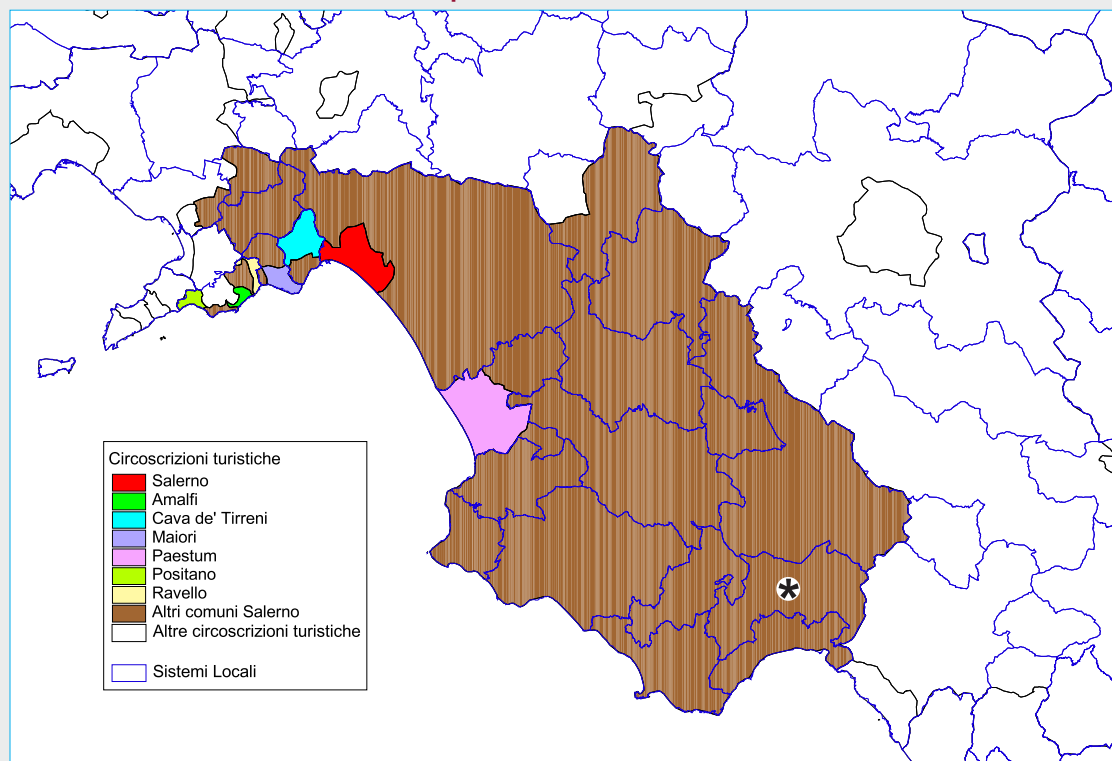 Circoscrizioni turistiche
Salerno
Amalfi
Cava de' Tirreni
Maiori
Paestum
Positano
Ravello
Altri comuni Salerno
Altre circoscrizioni turistiche
Sistemi Locali
*